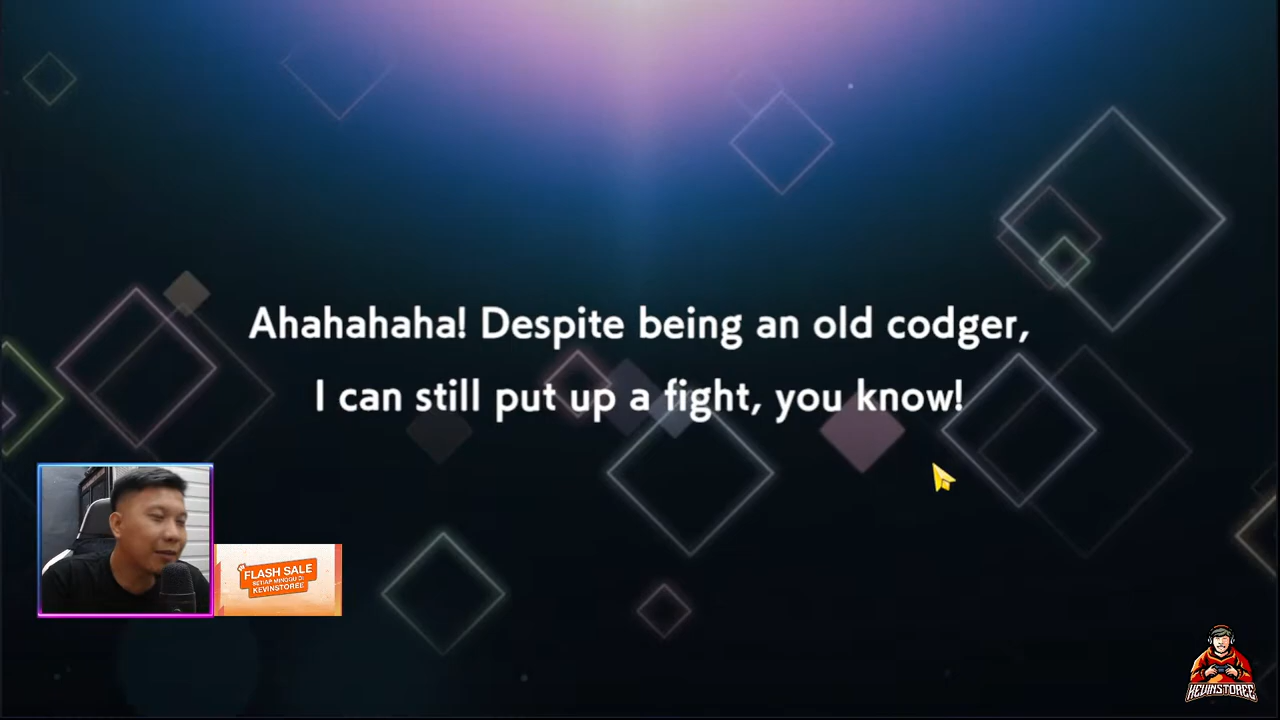 Ahahahaha! Despite being an old codger,
I can still put up a fight, you know!
FLASH SALE
SETIAP MINGGU DI
KEVINSTOREE
KEVINSTOREE